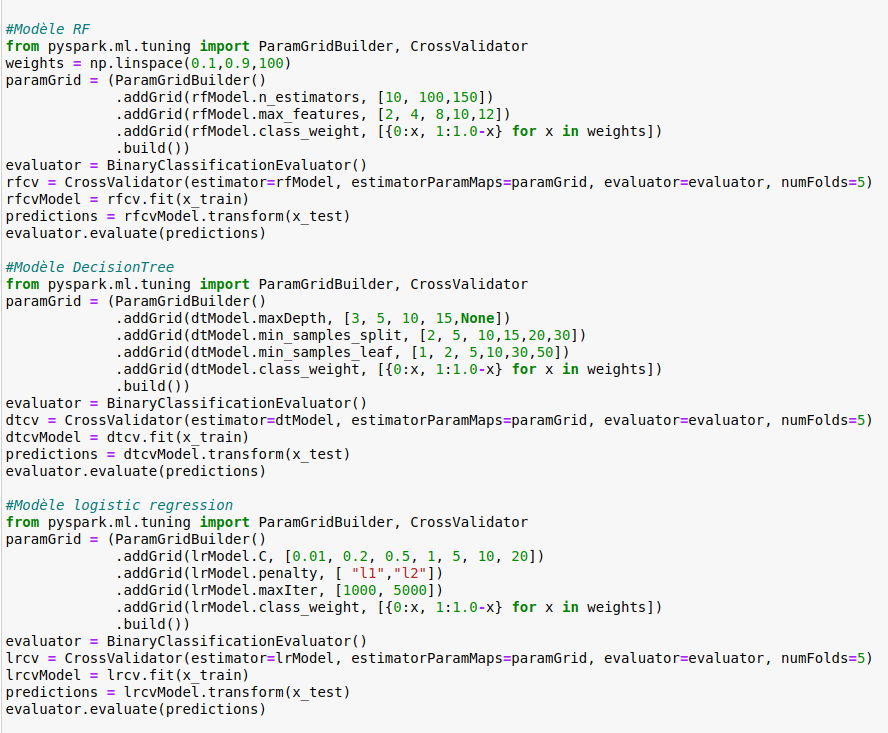 #Modèle RF
from pyspark.ml.tuning import ParamGridBuilder, CrossValidator
weights = np.linspace(0.1,0.9,100)
paramGrid = (ParamGridBuilder()
             .addGrid(rfModel.n_estimators, [10, 100,150])
             .addGrid(rfModel.max_features, [2, 4, 8,10,12])
             .addGrid(rfModel.class_weight, [{0:x, 1:1.0-x} for x in weights])
             .build())
evaluator = BinaryClassificationEvaluator()
rfcv = CrossValidator(estimator=rfModel, estimatorParamMaps=paramGrid, evaluator=evaluator, numFolds=5)
rfcvModel = rfcv.fit(x_train)
predictions = rfcvModel.transform(x_test)
evaluator.evaluate(predictions)

#Modèle DecisionTree
from pyspark.ml.tuning import ParamGridBuilder, CrossValidator
paramGrid = (ParamGridBuilder()
             .addGrid(dtModel.maxDepth, [3, 5, 10, 15,None])
             .addGrid(dtModel.min_samples_split, [2, 5, 10,15,20,30])
             .addGrid(dtModel.min_samples_leaf, [1, 2, 5,10,30,50])
             .addGrid(dtModel.class_weight, [{0:x, 1:1.0-x} for x in weights])
             .build())
evaluator = BinaryClassificationEvaluator()
dtcv = CrossValidator(estimator=dtModel, estimatorParamMaps=paramGrid, evaluator=evaluator, numFolds=5)
dtcvModel = dtcv.fit(x_train)
predictions = dtcvModel.transform(x_test)
evaluator.evaluate(predictions)

#Modèle logistic regression
from pyspark.ml.tuning import ParamGridBuilder, CrossValidator
paramGrid = (ParamGridBuilder()
             .addGrid(lrModel.C, [0.01, 0.2, 0.5, 1, 5, 10, 20])
             .addGrid(lrModel.penalty, [ "l1","l2"])
             .addGrid(lrModel.maxIter, [1000, 5000])
             .addGrid(lrModel.class_weight, [{0:x, 1:1.0-x} for x in weights])
             .build())
evaluator = BinaryClassificationEvaluator()
lrcv = CrossValidator(estimator=lrModel, estimatorParamMaps=paramGrid, evaluator=evaluator, numFolds=5)
lrcvModel = lrcv.fit(x_train)
predictions = lrcvModel.transform(x_test)
evaluator.evaluate(predictions)